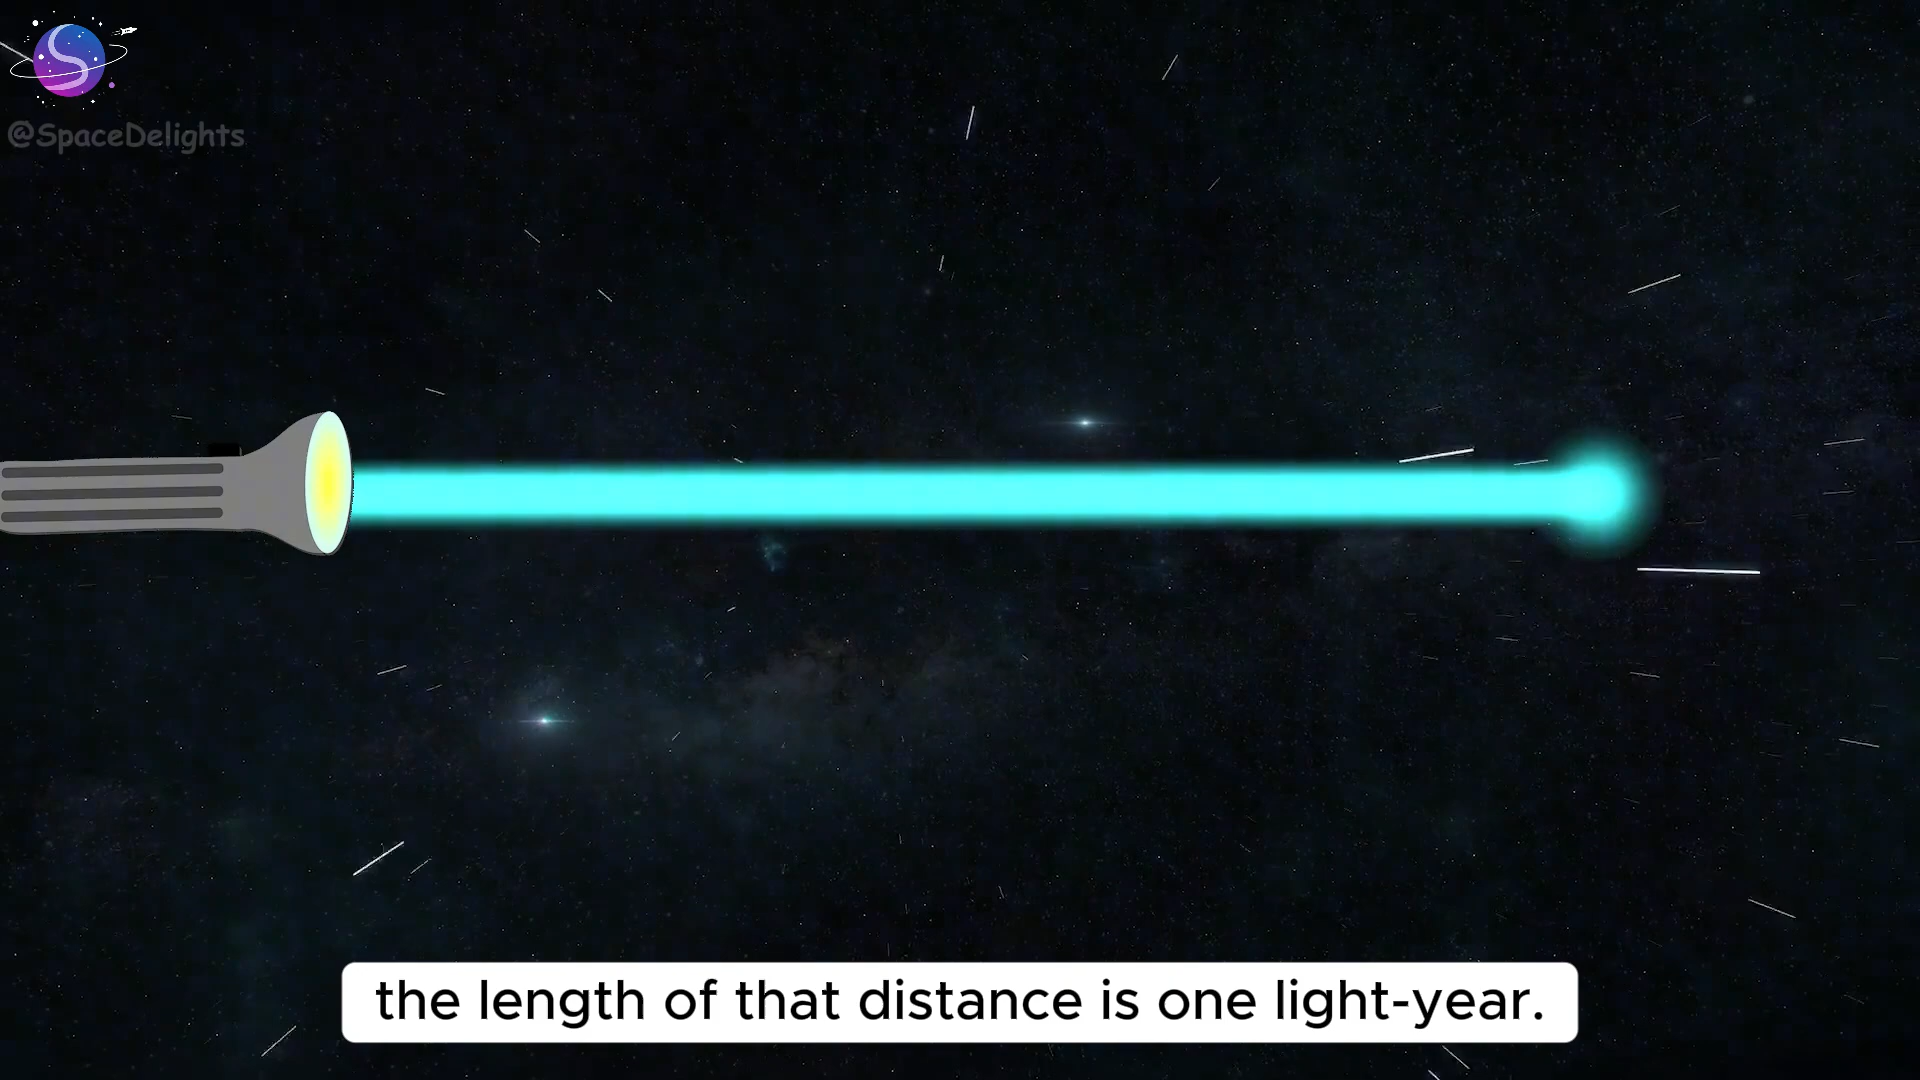 @SpaceDelights
the length of that distance is one light-year.